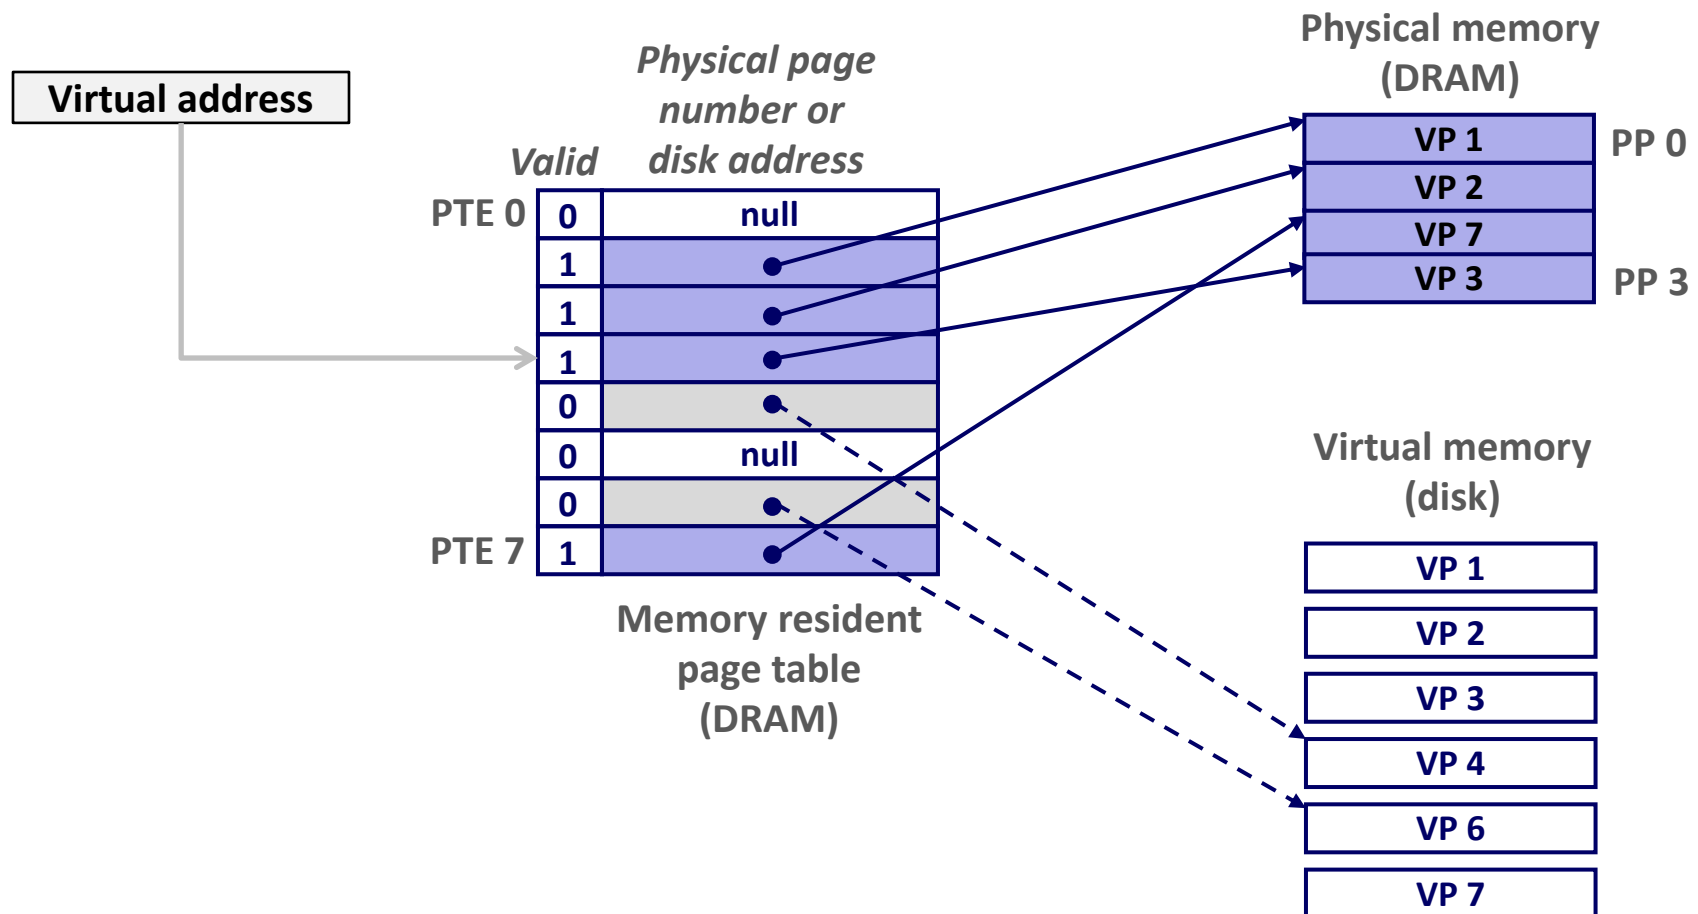 Virtual address
Physical page
number or
disk address
Valid
PTE 0
0
null
1
1
1
0
0
null
0
PTE 7
1
Memory resident
page table
(DRAM)
Physical memory
(DRAM)
VP 1
PP 0
VP 2
VP 7
VP 3
PP 3
Virtual memory
(disk)
VP 1
VP 2
VP 3
VP 4
VP 6
VP 7